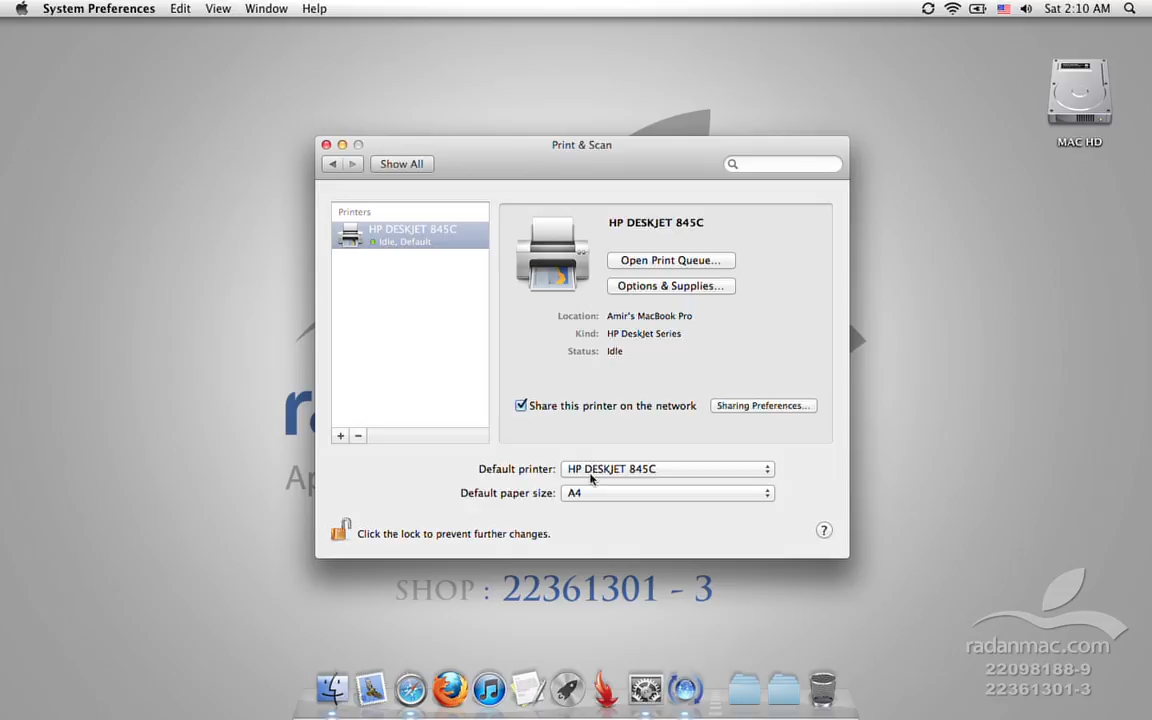 System Preferences Edit View Window Help Sat 2:10 AM
MAC HD
Print & Scan
Show All
Printers
HP DESKJET 845C
Idle, Default
HP DESKJET 845C
Open Print Queue...
Options & Supplies...
Location: Amir's MacBook Pro
Kind: HP DeskJet Series
Status: Idle
Share this printer on the network Sharing Preferences...
+ −
Default printer: HP DESKJET 845C
Default paper size: A4
Click the lock to prevent further changes. ?
SHOP : 22361301 - 3
radanmac.com
22098188-9
22361301-3